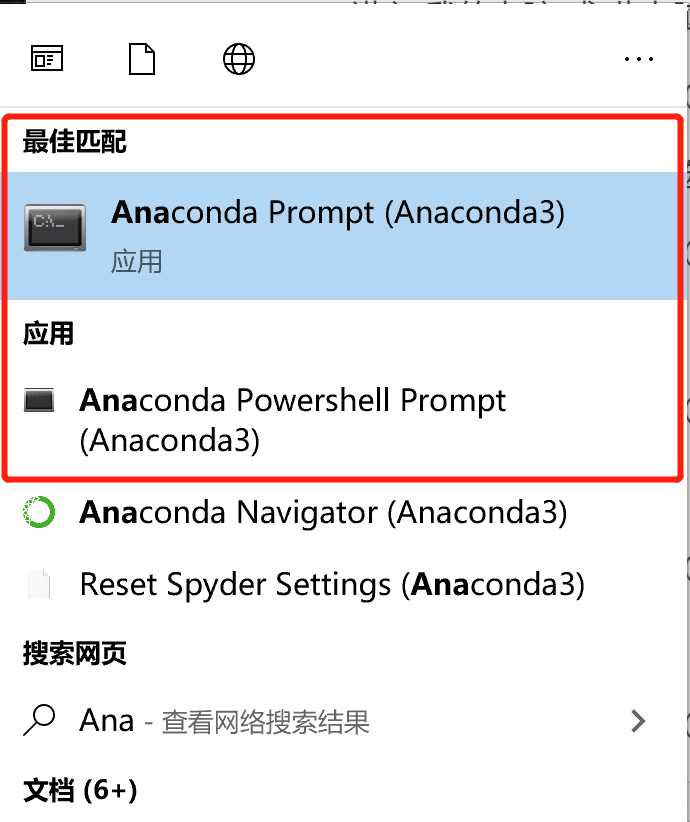 最佳匹配
Anaconda Prompt (Anaconda3)
应用
应用
Anaconda Powershell Prompt
(Anaconda3)
Anaconda Navigator (Anaconda3)
Reset Spyder Settings (Anaconda3)
搜索网页
Ana - 查看网络搜索结果
文档 (6+)